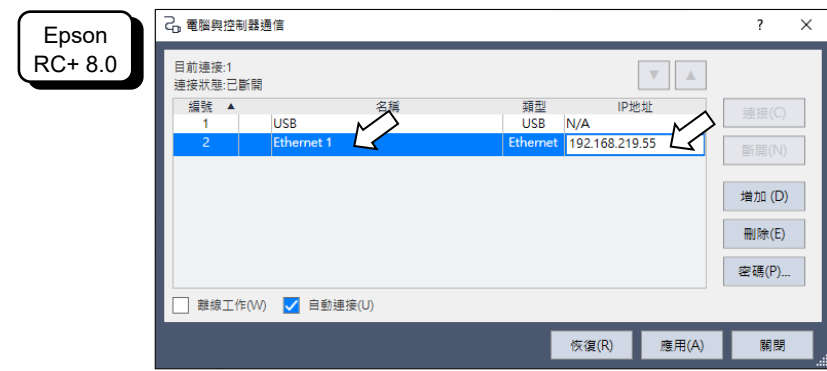 Epson
RC+ 8.0
電腦與控制器通信
?
目前連接:1
連接狀態:已斷開
▼ ▲
編號 ▲ 名稱 類型 IP地址
1 USB USB N/A
2 Ethernet 1 Ethernet 192.168.219.55
連接(C)
斷開(N)
增加 (D)
刪除(E)
密碼(P)...
離線工作(W) 自動連接(U)
恢復(R) 應用(A) 關閉